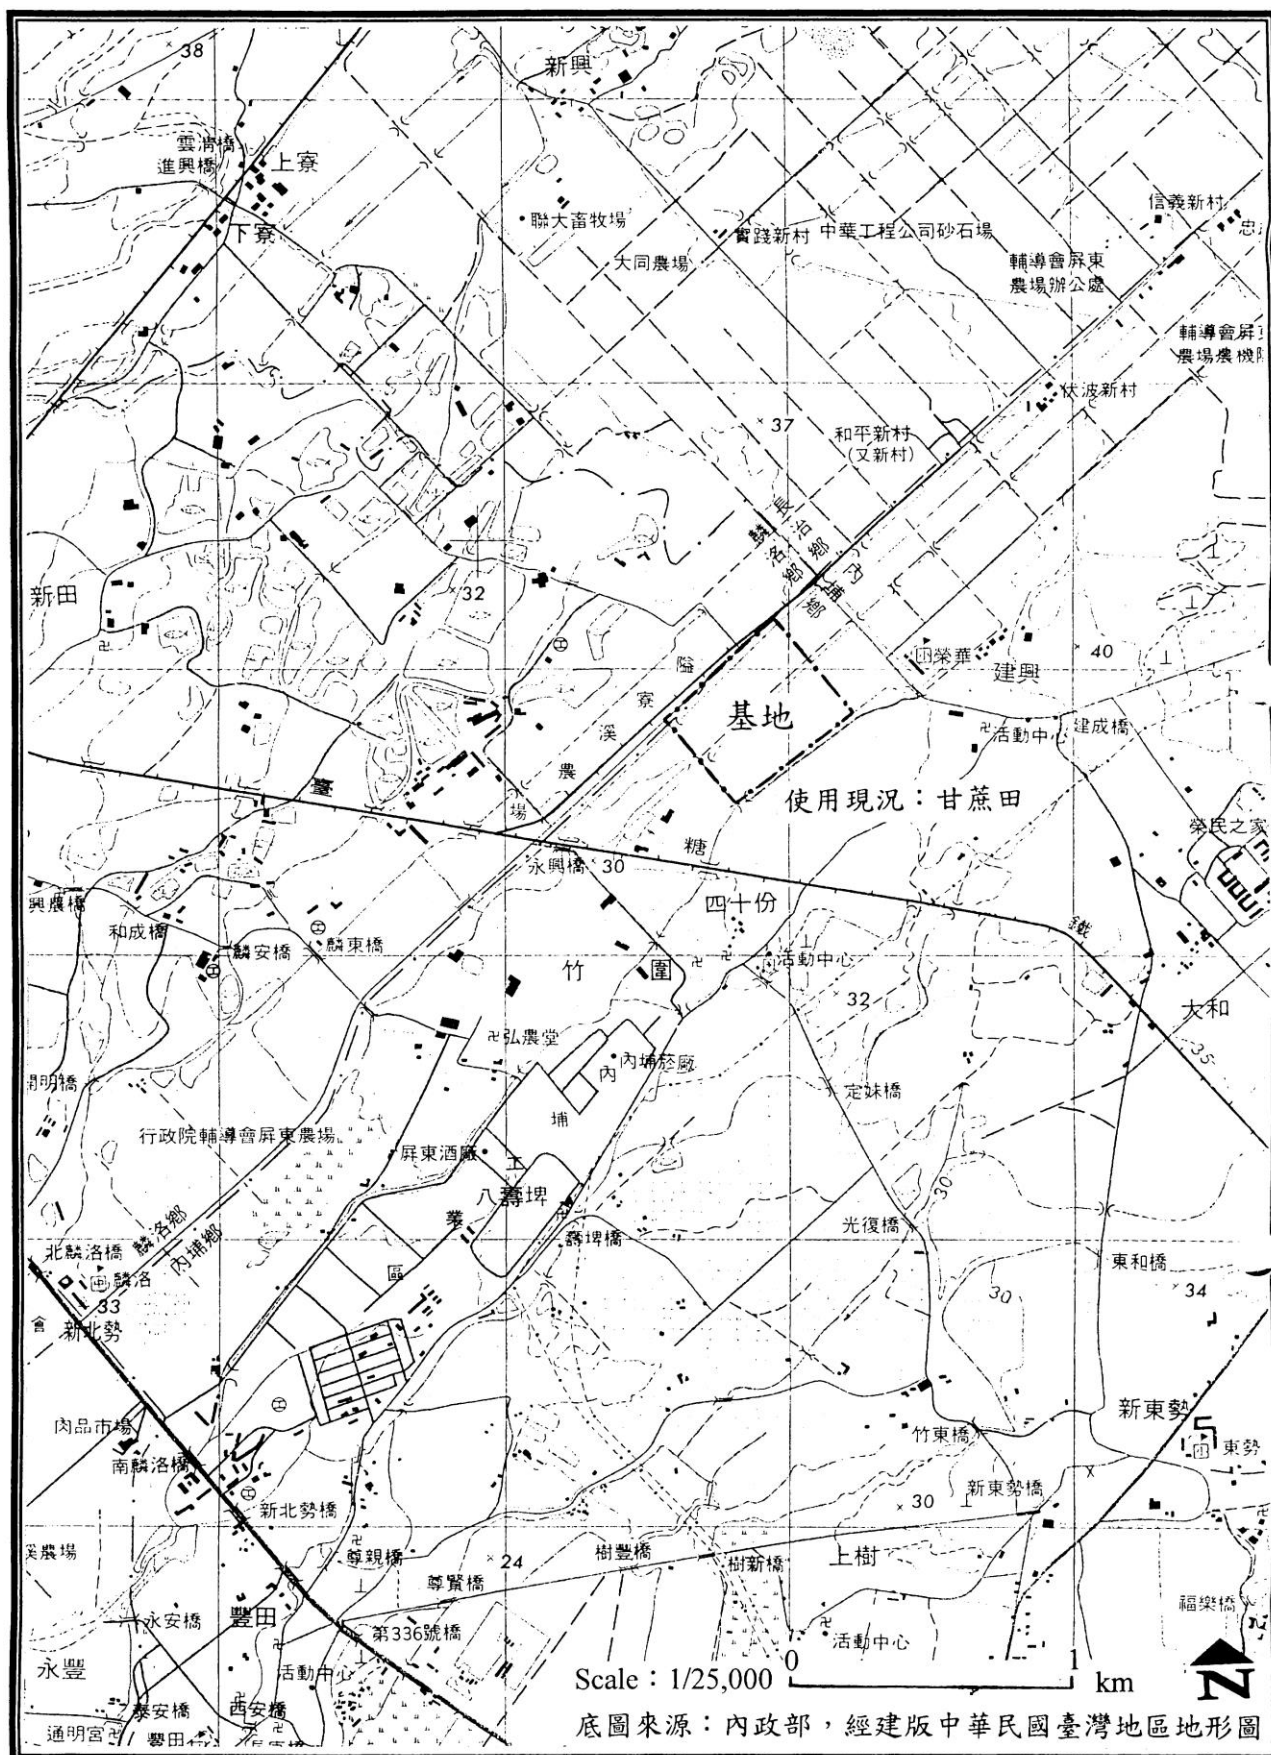 38
新興
雲清橋
進興橋
上寮
下寮
聯大畜牧場
實踐新村
中華工程公司砂石場
信義新村
大同農場
輔導會屏東
農場辦公處
輔導會屏東
農場農機隊
伏波新村
37
和平新村
(又新村)
長治鄉
麟洛鄉
內埔鄉
新田
32
榮華
建興
40
隘寮溪農場
基地
活動中心
建成橋
使用現況：甘蔗田
臺糖鐵
榮民之家
永興橋
30
四十份
興農橋
和成橋
麟安橋
麟東橋
竹圍
活動中心
32
大和
35
弘農堂
內埔菸廠
開明橋
定妹橋
行政院輔導會屏東農場
屏東酒廠
內埔工業區
八壽埤
30
光復橋
壽埤橋
麟洛鄉
內埔鄉
北麟洛橋
麟洛
33
會
新北勢
東和橋
30
34
肉品市場
南麟洛橋
新東勢
竹東橋
東勢
新北勢橋
新東勢橋
30
溪農場
尊親橋
24
尊賢橋
樹豐橋
樹新橋
上樹
永安橋
豐田
第336號橋
福樂橋
永豐
活動中心
活動中心
泰安橋
西安橋
通明宮
豐田
Scale：1/25,000
0
1
km
N
底圖來源：內政部，經建版中華民國臺灣地區地形圖